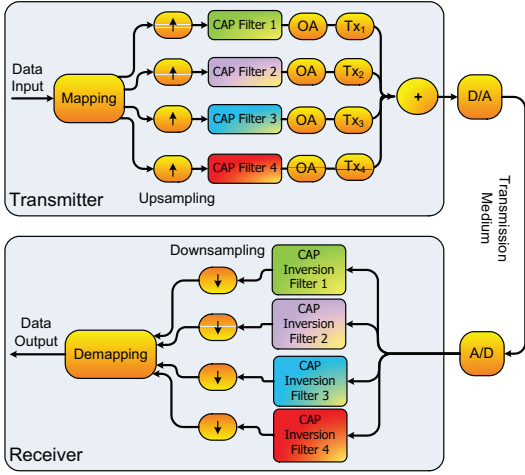 Data
Input
Mapping
CAP Filter 1
OA
Tx1
CAP Filter 2
OA
Tx2
CAP Filter 3
OA
Tx3
CAP Filter 4
OA
Tx4
+
D/A
Transmitter
Upsampling
Transmission
Medium
Downsampling
CAP
Inversion
Filter 1
CAP
Inversion
Filter 2
CAP
Inversion
Filter 3
CAP
Inversion
Filter 4
A/D
Data
Output
Demapping
Receiver